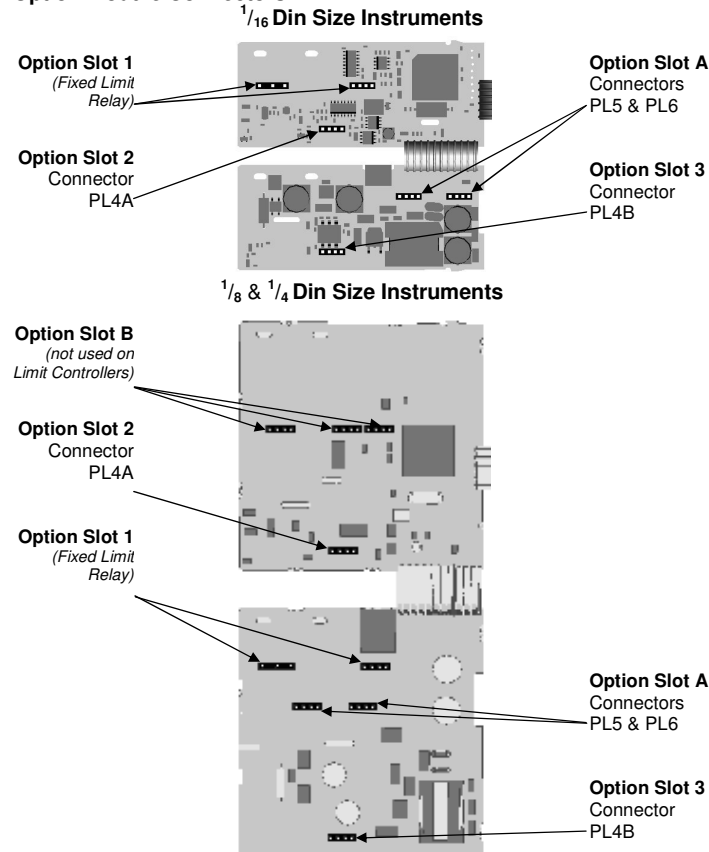 1/16 Din Size Instruments
Option Slot 1
(Fixed Limit
Relay)
Option Slot 2
Connector
PL4A
Option Slot A
Connectors
PL5 & PL6
Option Slot 3
Connector
PL4B
1/8 & 1/4 Din Size Instruments
Option Slot B
(not used on
Limit Controllers)
Option Slot 2
Connector
PL4A
Option Slot 1
(Fixed Limit
Relay)
Option Slot A
Connectors
PL5 & PL6
Option Slot 3
Connector
PL4B